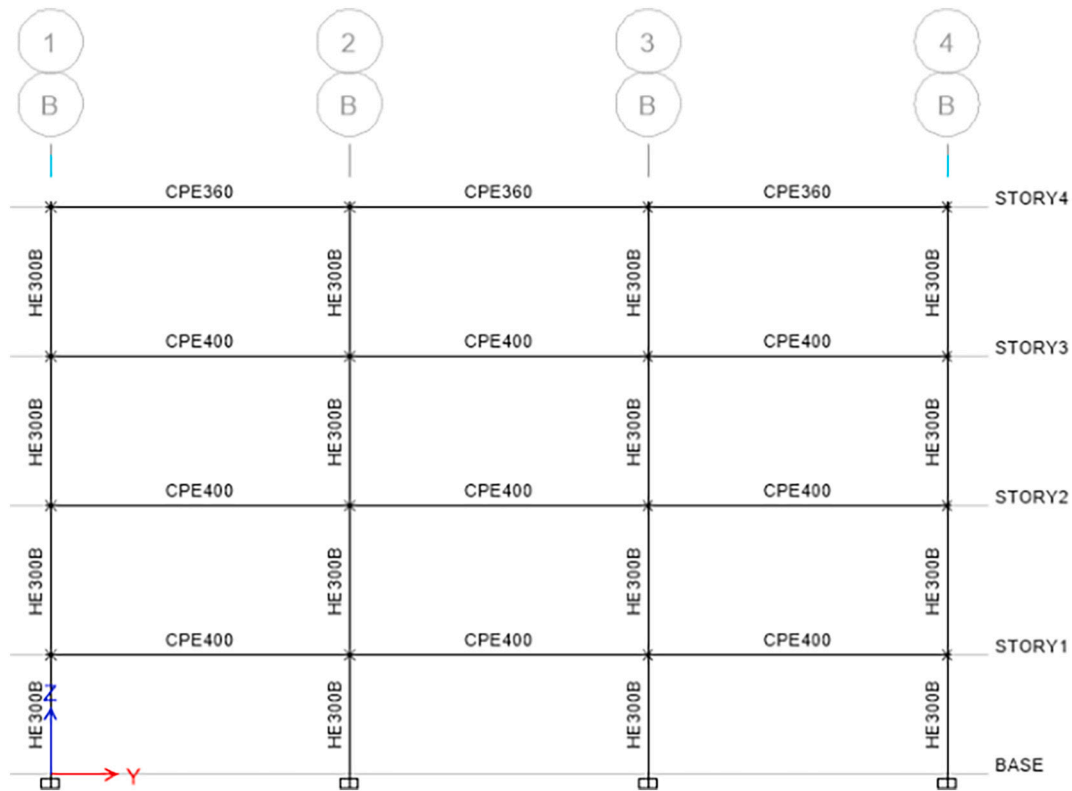 1 2 3 4
B B B B
CPE360 CPE360 CPE360 STORY4
HE300B HE300B HE300B HE300B
CPE400 CPE400 CPE400 STORY3
HE300B HE300B HE300B HE300B
CPE400 CPE400 CPE400 STORY2
HE300B HE300B HE300B HE300B
CPE400 CPE400 CPE400 STORY1
HE300B HE300B HE300B HE300B
Z
Y BASE